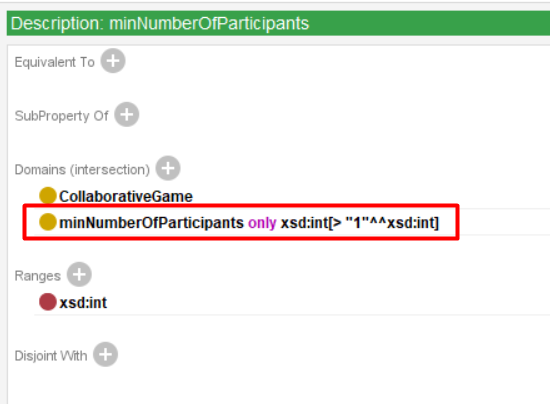 Description: minNumberOfParticipants
Equivalent To +
SubProperty Of +
Domains (intersection) +
CollaborativeGame
minNumberOfParticipants only xsd:int[> "1"^^xsd:int]
Ranges +
xsd:int
Disjoint With +